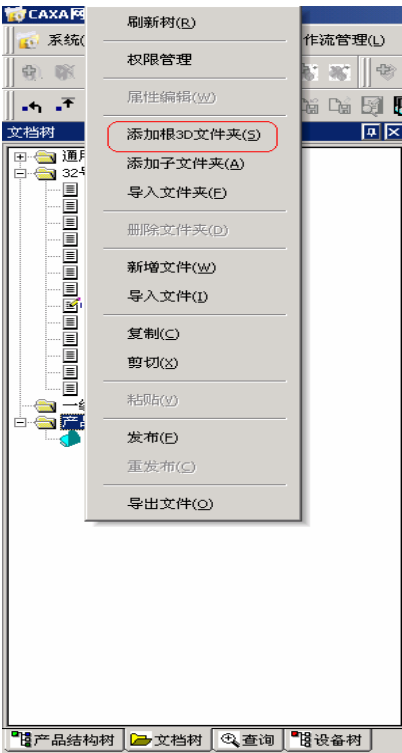 CAXA网
刷新树(R)
系统(
作流管理(L)
权限管理
属性编辑(W)
文档树
添加根3D文件夹(S)
通用
添加子文件夹(A)
32号
导入文件夹(F)
删除文件夹(D)
新增文件(W)
导入文件(I)
复制(C)
剪切(X)
粘贴(V)
产品
发布(F)
重发布(C)
导出文件(O)
产品结构树
文档树
查询
设备树